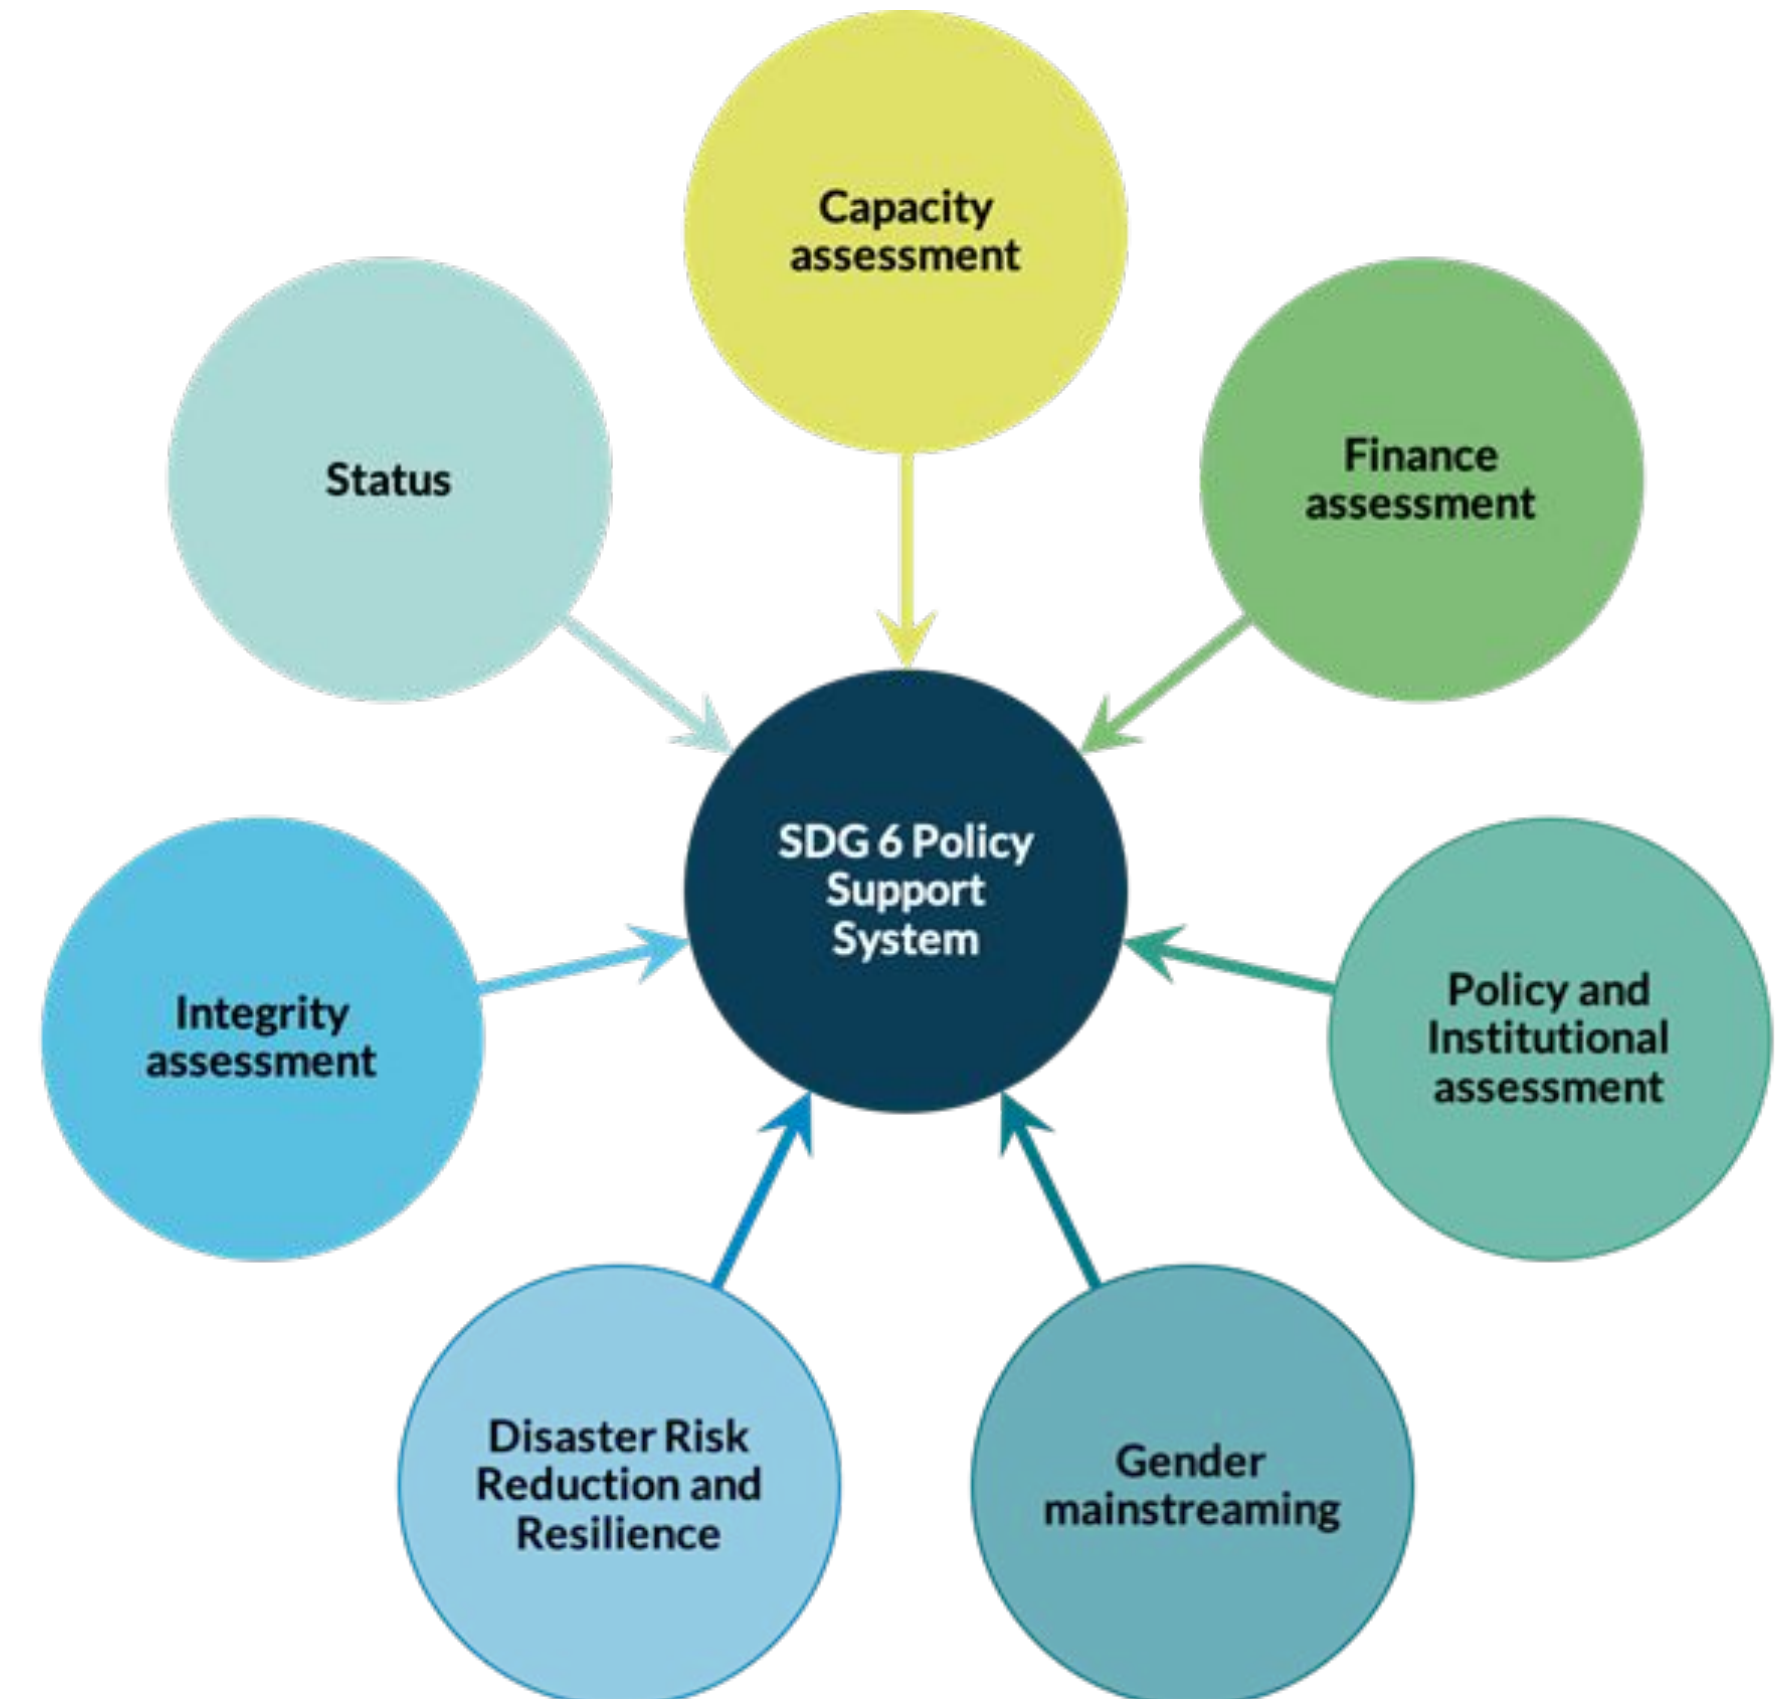 Capacity
assessment
Status
Finance
assessment
SDG 6 Policy
Support
System
Integrity
assessment
Policy and
Institutional
assessment
Disaster Risk
Reduction and
Resilience
Gender
mainstreaming